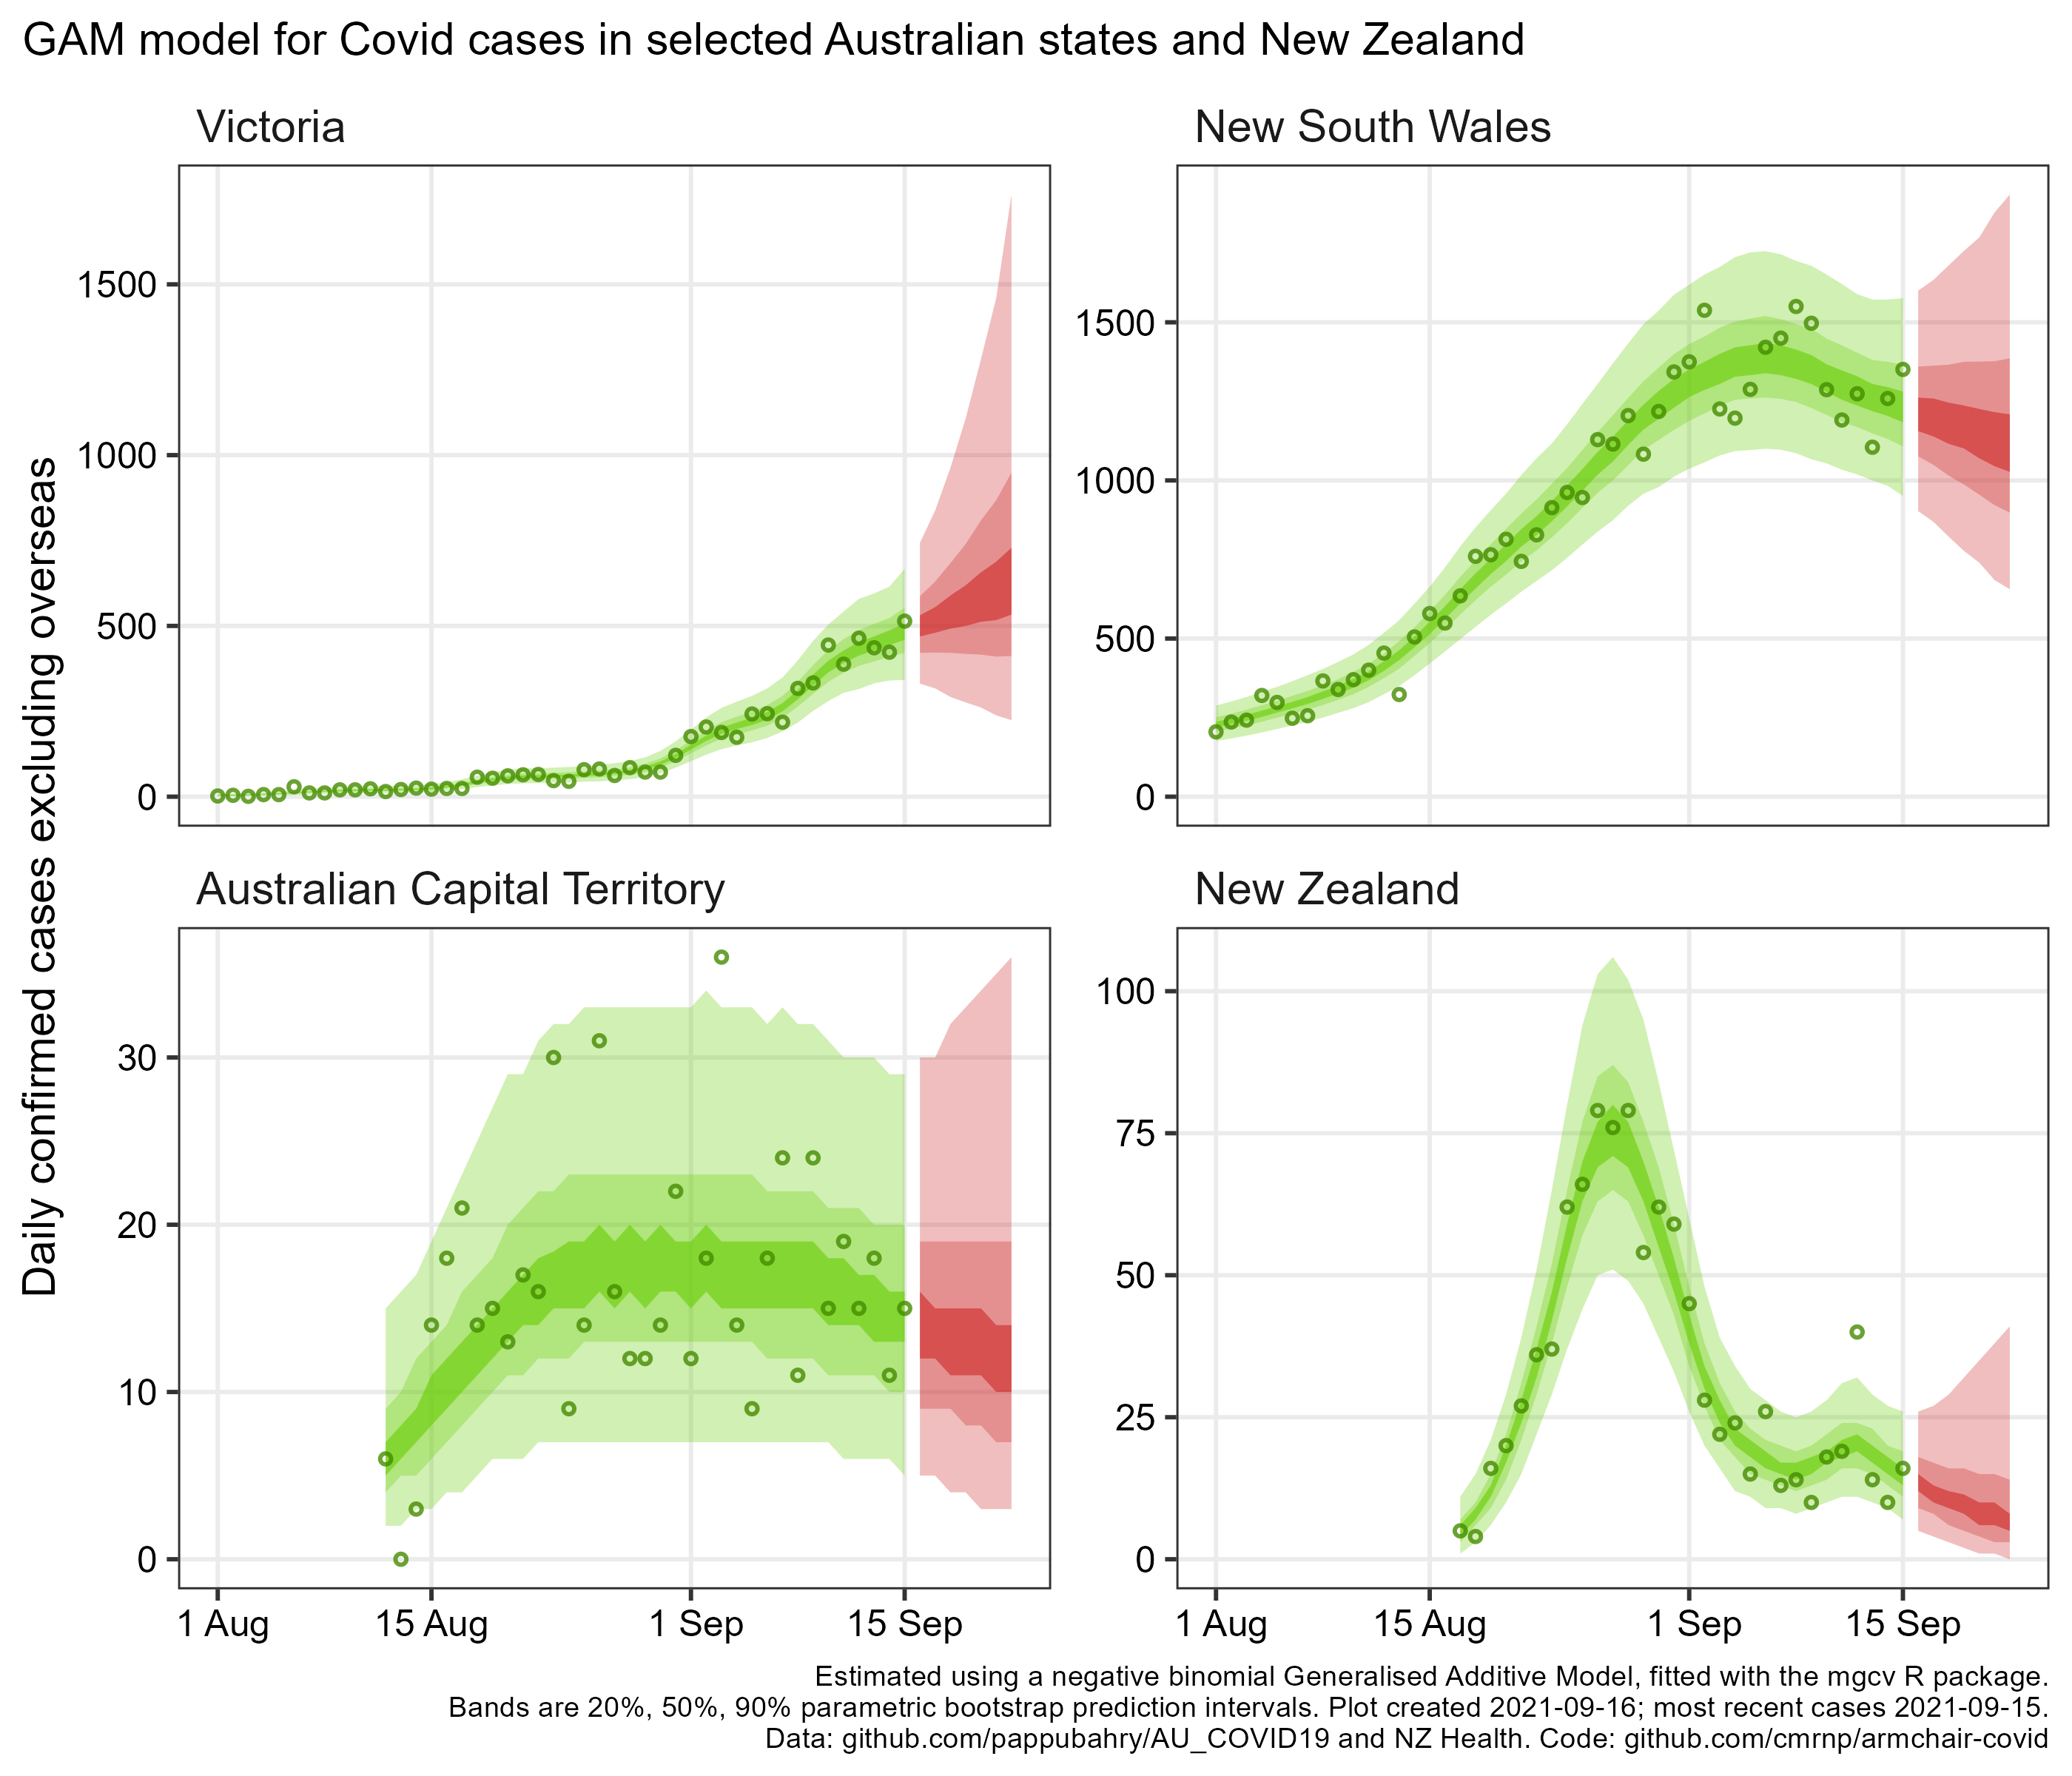 GAM model for Covid cases in selected Australian states and New Zealand
Daily confirmed cases excluding overseas
Victoria
1500
1000
500
0
New South Wales
1500
1000
500
0
Australian Capital Territory
30
20
10
0
1 Aug 15 Aug 1 Sep 15 Sep
New Zealand
100
75
50
25
0
1 Aug 15 Aug 1 Sep 15 Sep
Estimated using a negative binomial Generalised Additive Model, fitted with the mgcv R package.
Bands are 20%, 50%, 90% parametric bootstrap prediction intervals. Plot created 2021-09-16; most recent cases 2021-09-15.
Data: github.com/pappubahry/AU_COVID19 and NZ Health. Code: github.com/cmrnp/armchair-covid